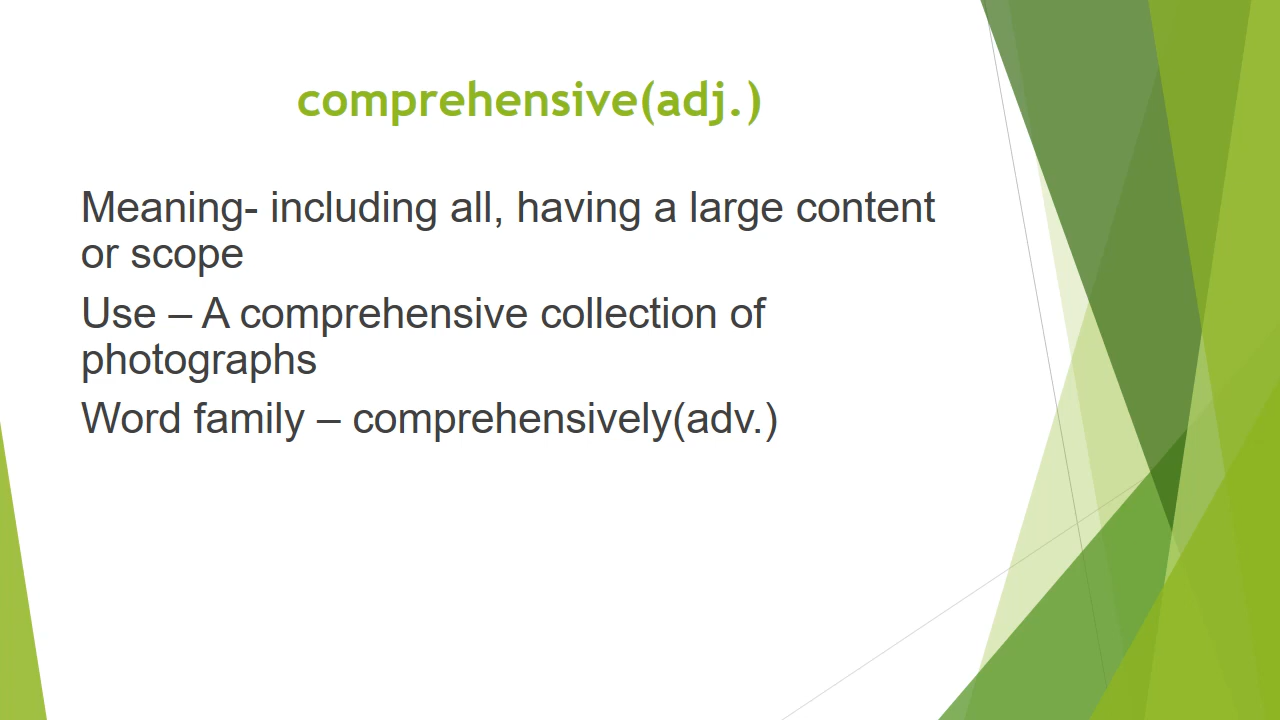 comprehensive(adj.)
Meaning- including all, having a large content
or scope
Use – A comprehensive collection of
photographs
Word family – comprehensively(adv.)